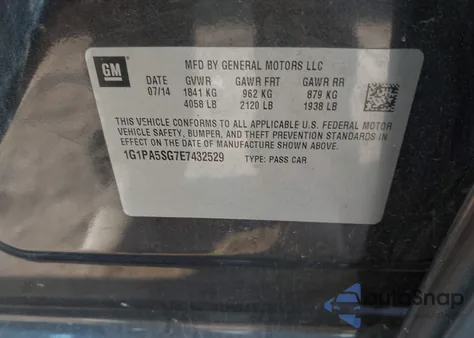 GM
MFD BY GENERAL MOTORS LLC
DATE GVWR GAWR FRT GAWR RR
07/14 1841 KG 962 KG 879 KG
4058 LB 2120 LB 1938 LB
THIS VEHICLE CONFORMS TO ALL APPLICABLE U.S. FEDERAL MOTOR
VEHICLE SAFETY, BUMPER, AND THEFT PREVENTION STANDARDS IN
EFFECT ON THE DATE OF MANUFACTURE SHOWN ABOVE.
1G1PA5SG7E7432529 TYPE: PASS CAR
autoSnap